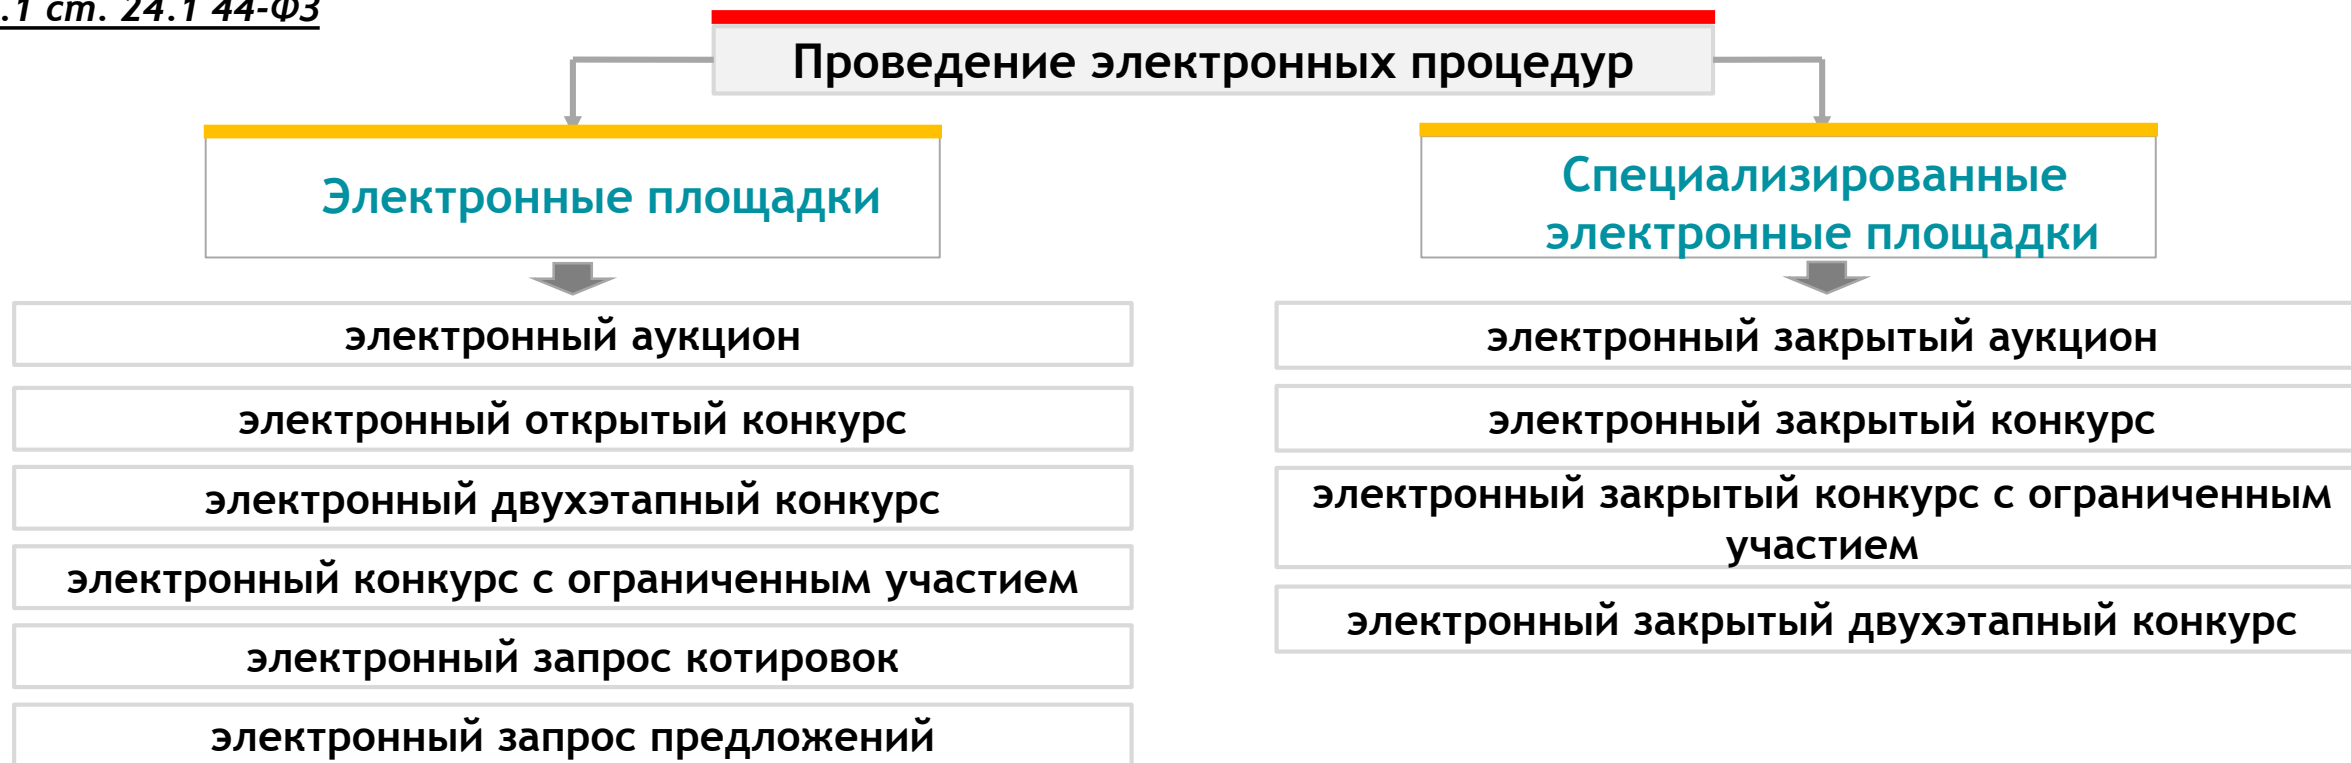 .1 ст. 24.1 44-ФЗ
Проведение электронных процедур
Электронные площадки
электронный аукцион
электронный открытый конкурс
электронный двухэтапный конкурс
электронный конкурс с ограниченным участием
электронный запрос котировок
электронный запрос предложений
Специализированные
электронные площадки
электронный закрытый аукцион
электронный закрытый конкурс
электронный закрытый конкурс с ограниченным
участием
электронный закрытый двухэтапный конкурс